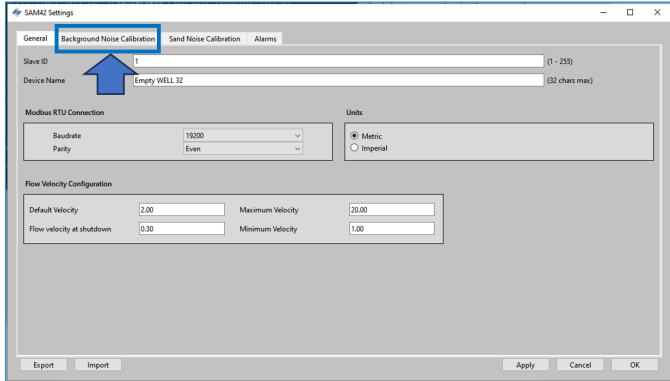 SAM42 Settings
General Background Noise Calibration Sand Noise Calibration Alarms
Slave ID 1 (1 - 255)
Device Name Empty WELL 32 (32 chars max)
Modbus RTU Connection Units
Baudrate 19200 Metric
Parity Even Imperial
Flow Velocity Configuration
Default Velocity 2.00 Maximum Velocity 20.00
Flow velocity at shutdown 0.30 Minimum Velocity 1.00
Export Import Apply Cancel OK